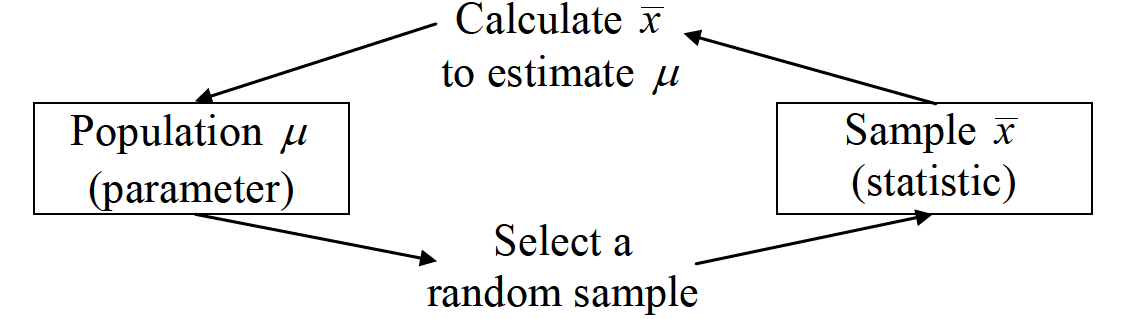 Calculate x̅
to estimate μ
Population μ
(parameter)
Sample x̅
(statistic)
Select a
random sample